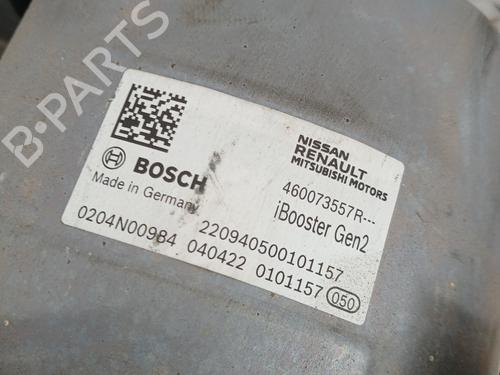 B-PARTS
BOSCH
Made in Germany
NISSAN
RENAULT
MITSUBISHI MOTORS
460073557R---
iBooster Gen2
220940500101157
0204N00984 040422 0101157 050